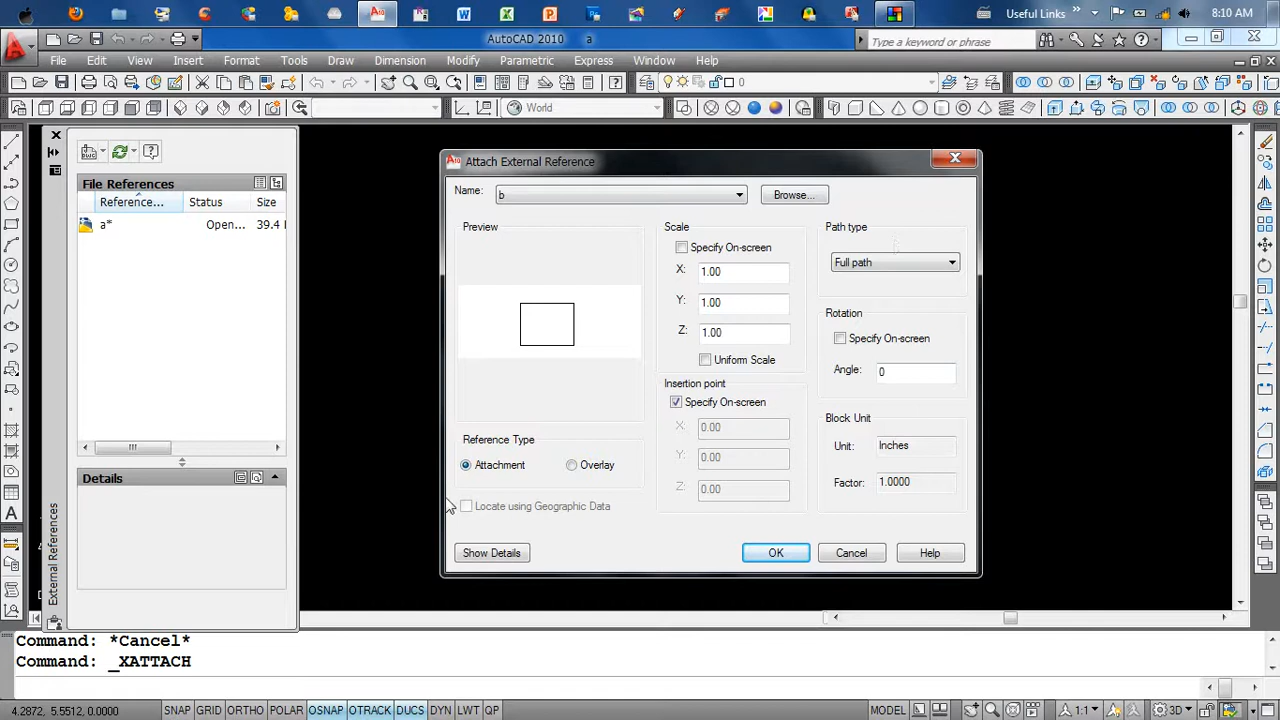 Useful Links
8:10 AM
AutoCAD 2010 a
Type a keyword or phrase
File Edit View Insert Format Tools Draw Dimension Modify Parametric Express Window Help
0
World
File References
Reference... Status Size
a* Open... 39.4
Details
External References
Attach External Reference
Name: b Browse...
Preview
Reference Type
Attachment Overlay
Locate using Geographic Data
Show Details
Scale
Specify On-screen
X: 1.00
Y: 1.00
Z: 1.00
Uniform Scale
Insertion point
Specify On-screen
X: 0.00
Y: 0.00
Z: 0.00
Path type
Full path
Rotation
Specify On-screen
Angle: 0
Block Unit
Unit: Inches
Factor: 1.0000
OK Cancel Help
Command: *Cancel*
Command: _XATTACH
4.2872, 5.5512, 0.0000 SNAP GRID ORTHO POLAR OSNAP OTRACK DUCS DYN LWT QP MODEL 1:1 3D